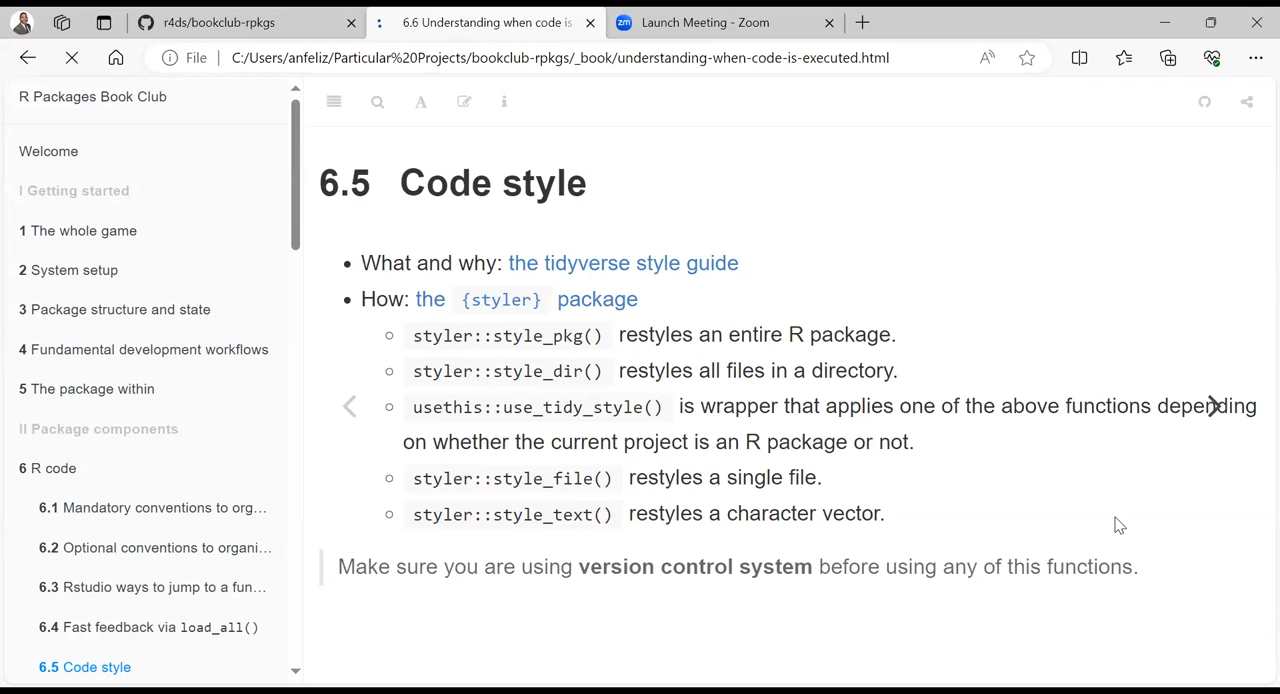 r4ds/bookclub-rpkgs
6.6 Understanding when code is
zm Launch Meeting - Zoom
File C:/Users/anfeliz/Particular%20Projects/bookclub-rpkgs/_book/understanding-when-code-is-executed.html
R Packages Book Club
Welcome
I Getting started
1 The whole game
2 System setup
3 Package structure and state
4 Fundamental development workflows
5 The package within
II Package components
6 R code
6.1 Mandatory conventions to org...
6.2 Optional conventions to organi...
6.3 Rstudio ways to jump to a fun...
6.4 Fast feedback via load_all()
6.5 Code style
6.5 Code style
• What and why: the tidyverse style guide
• How: the {styler} package
○ styler::style_pkg() restyles an entire R package.
○ styler::style_dir() restyles all files in a directory.
○ usethis::use_tidy_style() is wrapper that applies one of the above functions depending
on whether the current project is an R package or not.
○ styler::style_file() restyles a single file.
○ styler::style_text() restyles a character vector.
Make sure you are using version control system before using any of this functions.